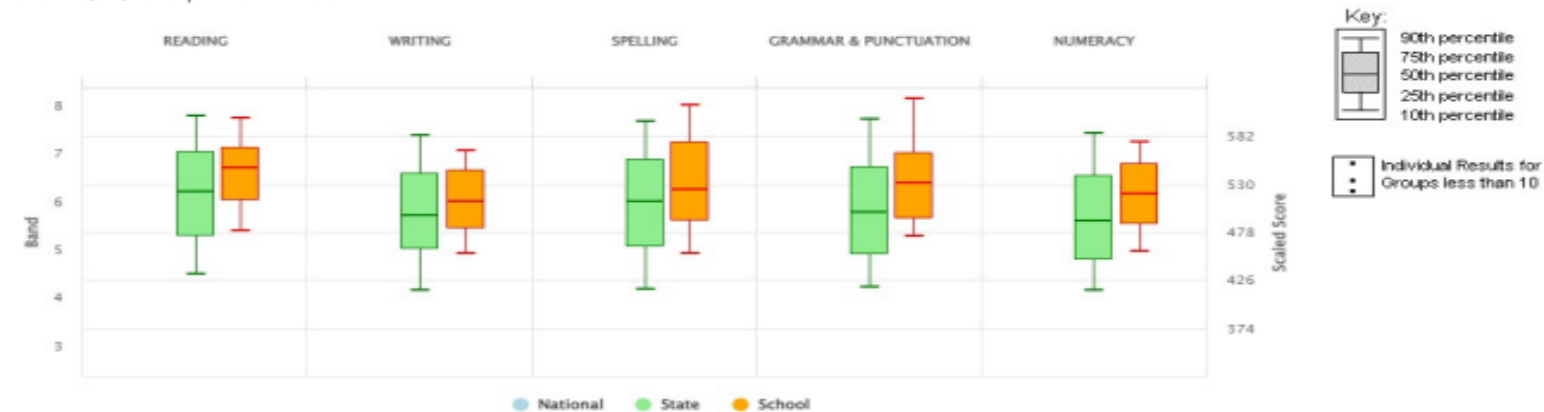 READING WRITING SPELLING GRAMMAR & PUNCTUATION NUMERACY
8
7
6
5
4
3
Band
582
530
478
426
374
Scaled Score
National State School
Key:
90th percentile
75th percentile
50th percentile
25th percentile
10th percentile
Individual Results for
Groups less than 10